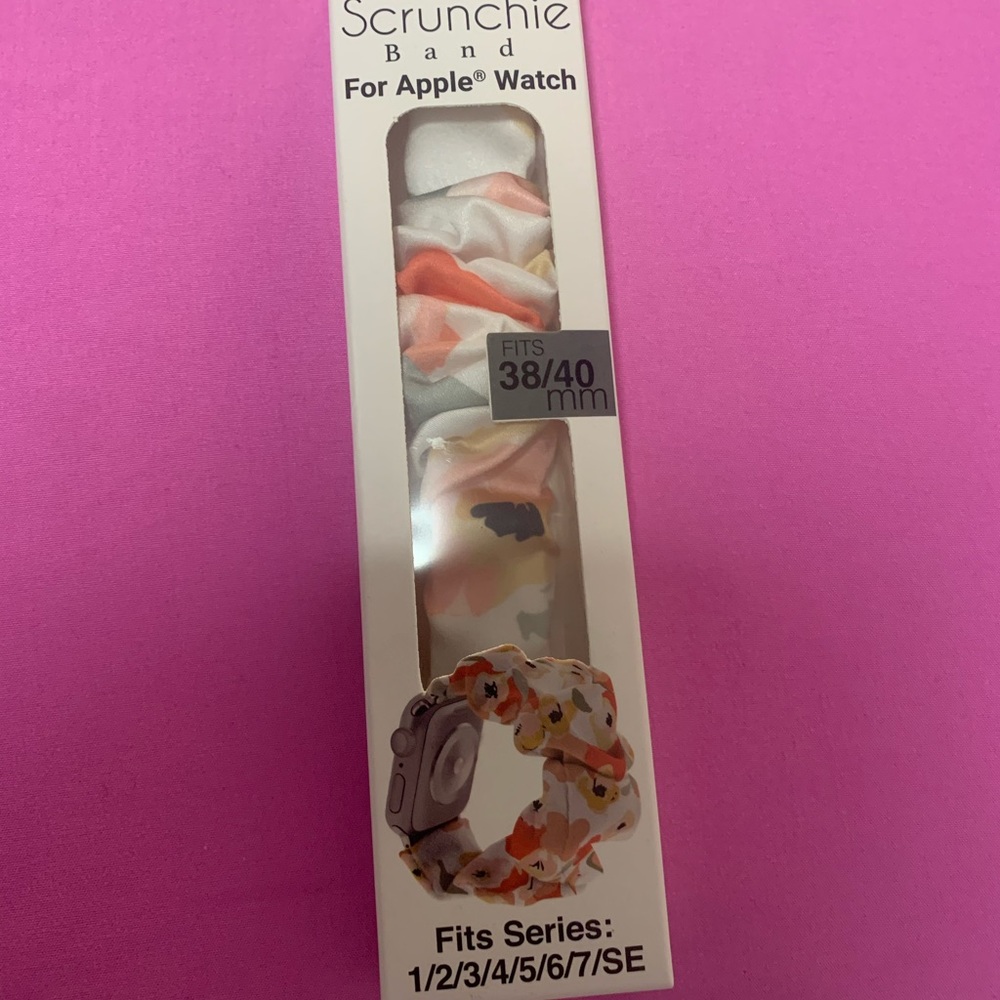 Scrunchie
Band
For Apple® Watch
FITS
38/40
mm
Fits Series:
1/2/3/4/5/6/7/SE